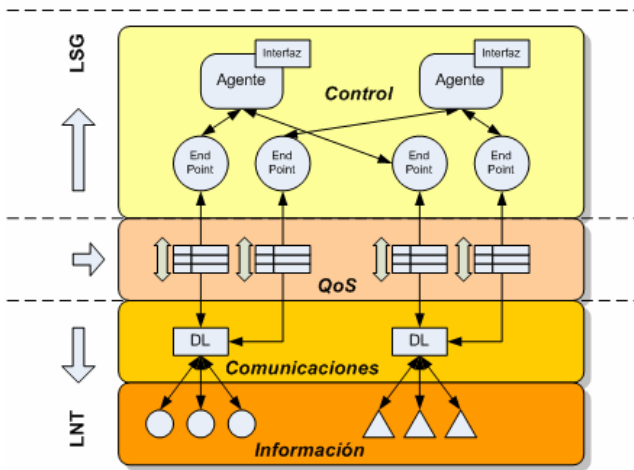 LSG
Interfaz
Interfaz
Agente
Agente
Control
End
Point
End
Point
End
Point
End
Point
QoS
DL
DL
Comunicaciones
LNT
Información